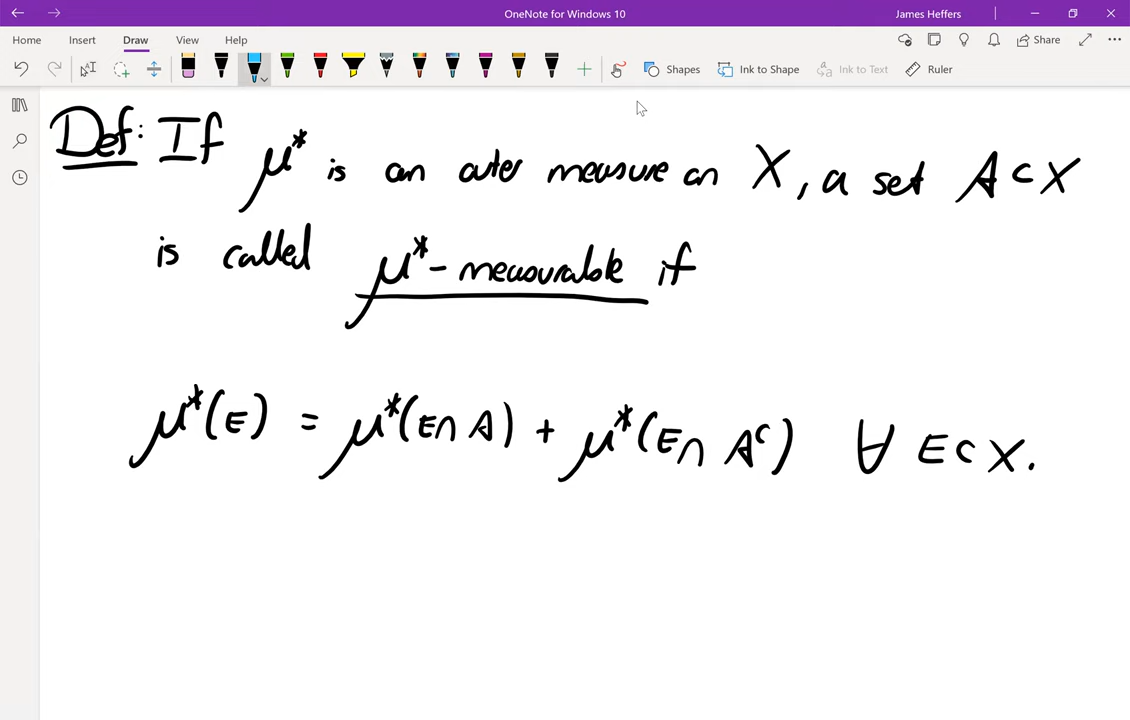 OneNote for Windows 10
James Heffers
Home Insert Draw View Help
Share
Shapes Ink to Shape Ink to Text Ruler
Def: If μ* is an outer measure on X, a set A ⊂ X
is called μ*-measurable if
μ*(E) = μ*(E∩A) + μ*(E∩Aᶜ) ∀ E ⊂ X.